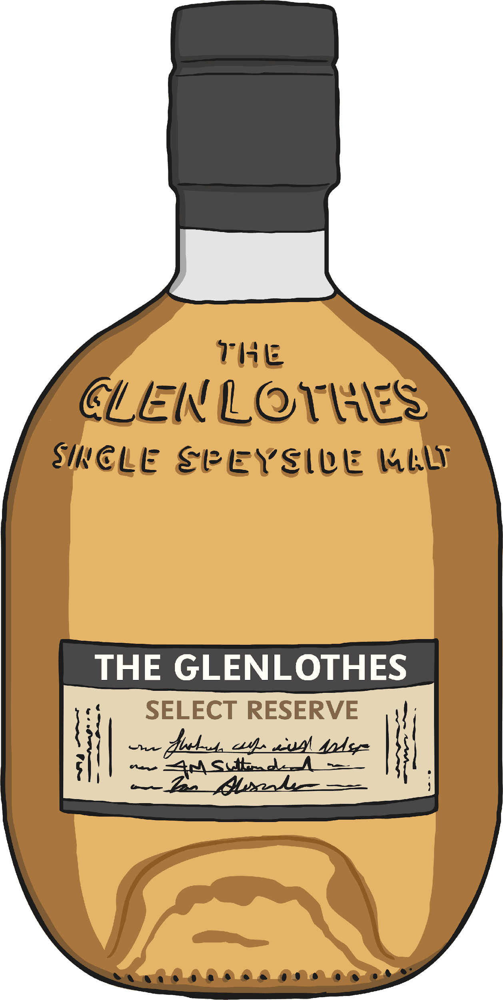 THE
GLENLOTHES
SINGLE SPEYSIDE MALT
THE GLENLOTHES
SELECT RESERVE